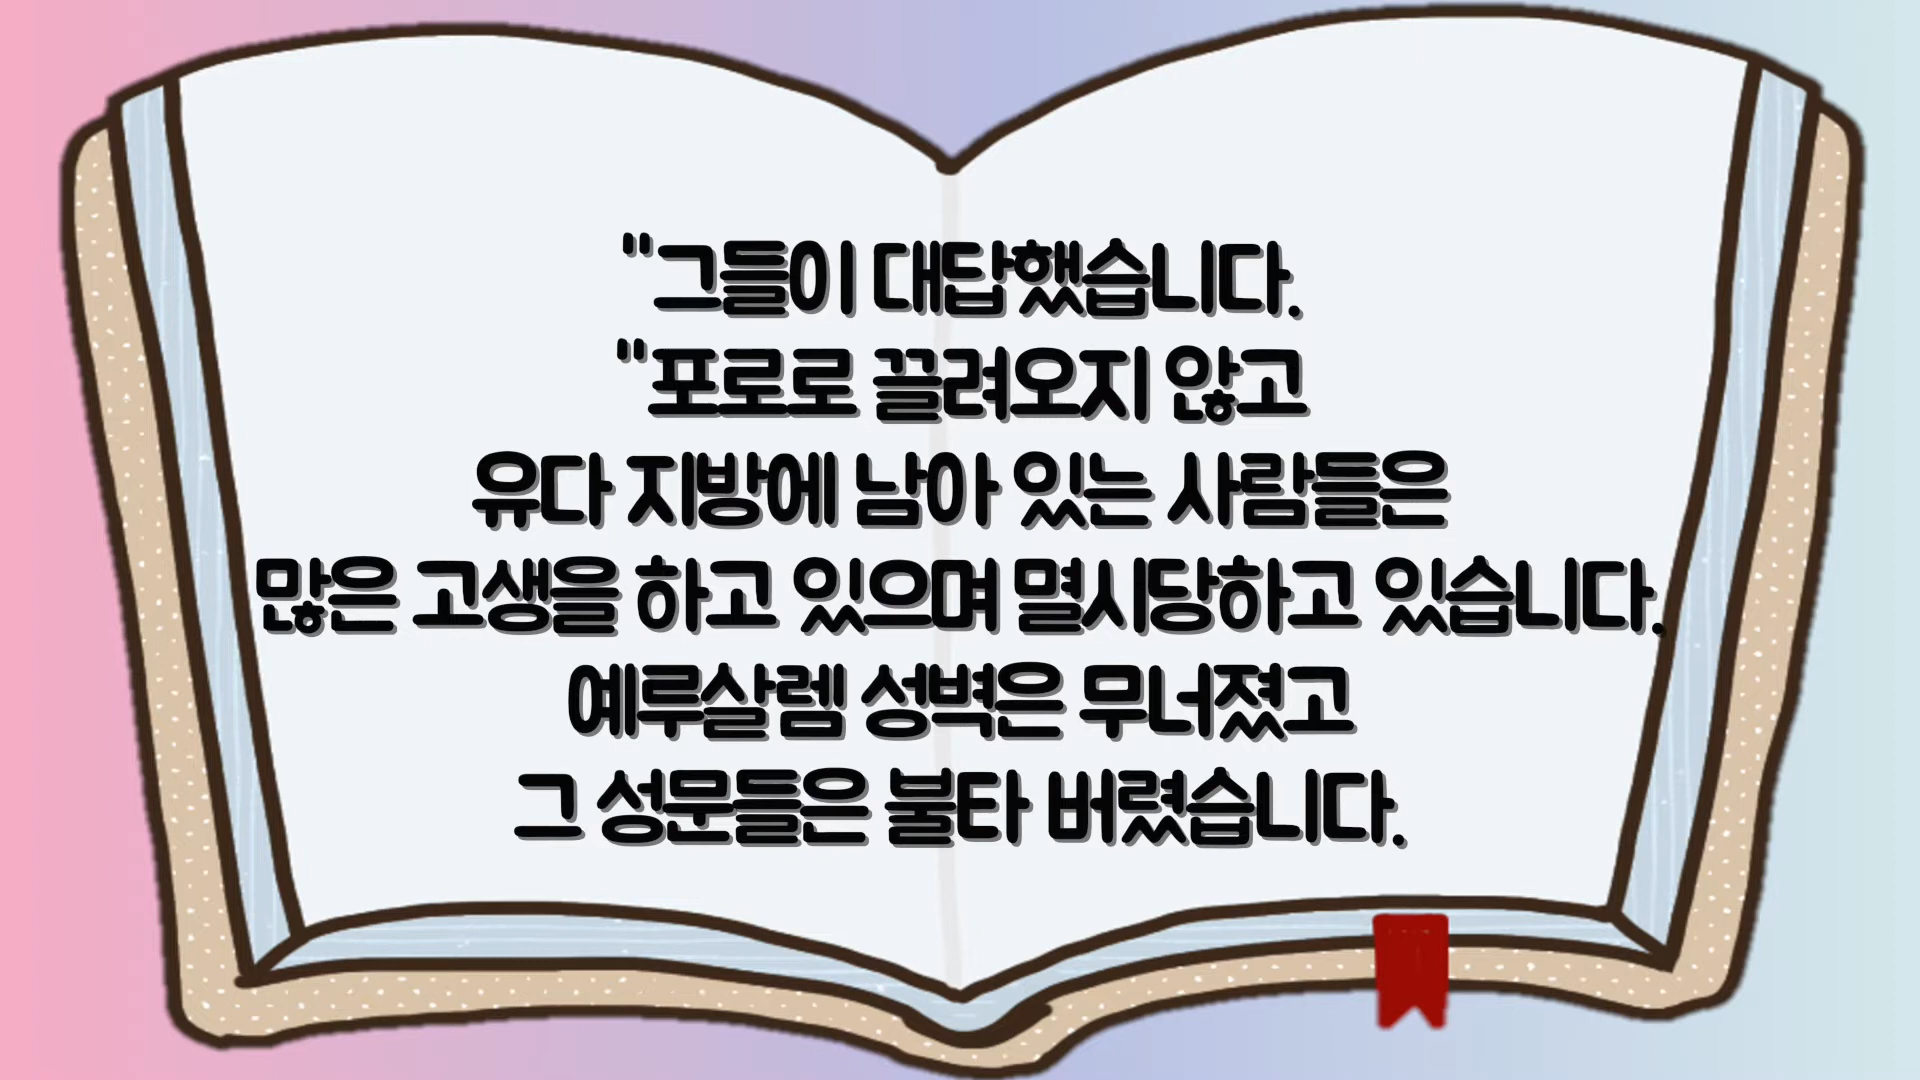 "그들이 대답했습니다.
"포로로 끌려오지 않고
유다 지방에 남아 있는 사람들은
많은 고생을 하고 있으며 멸시당하고 있습니다.
예루살렘 성벽은 무너졌고
그 성문들은 불타 버렸습니다.